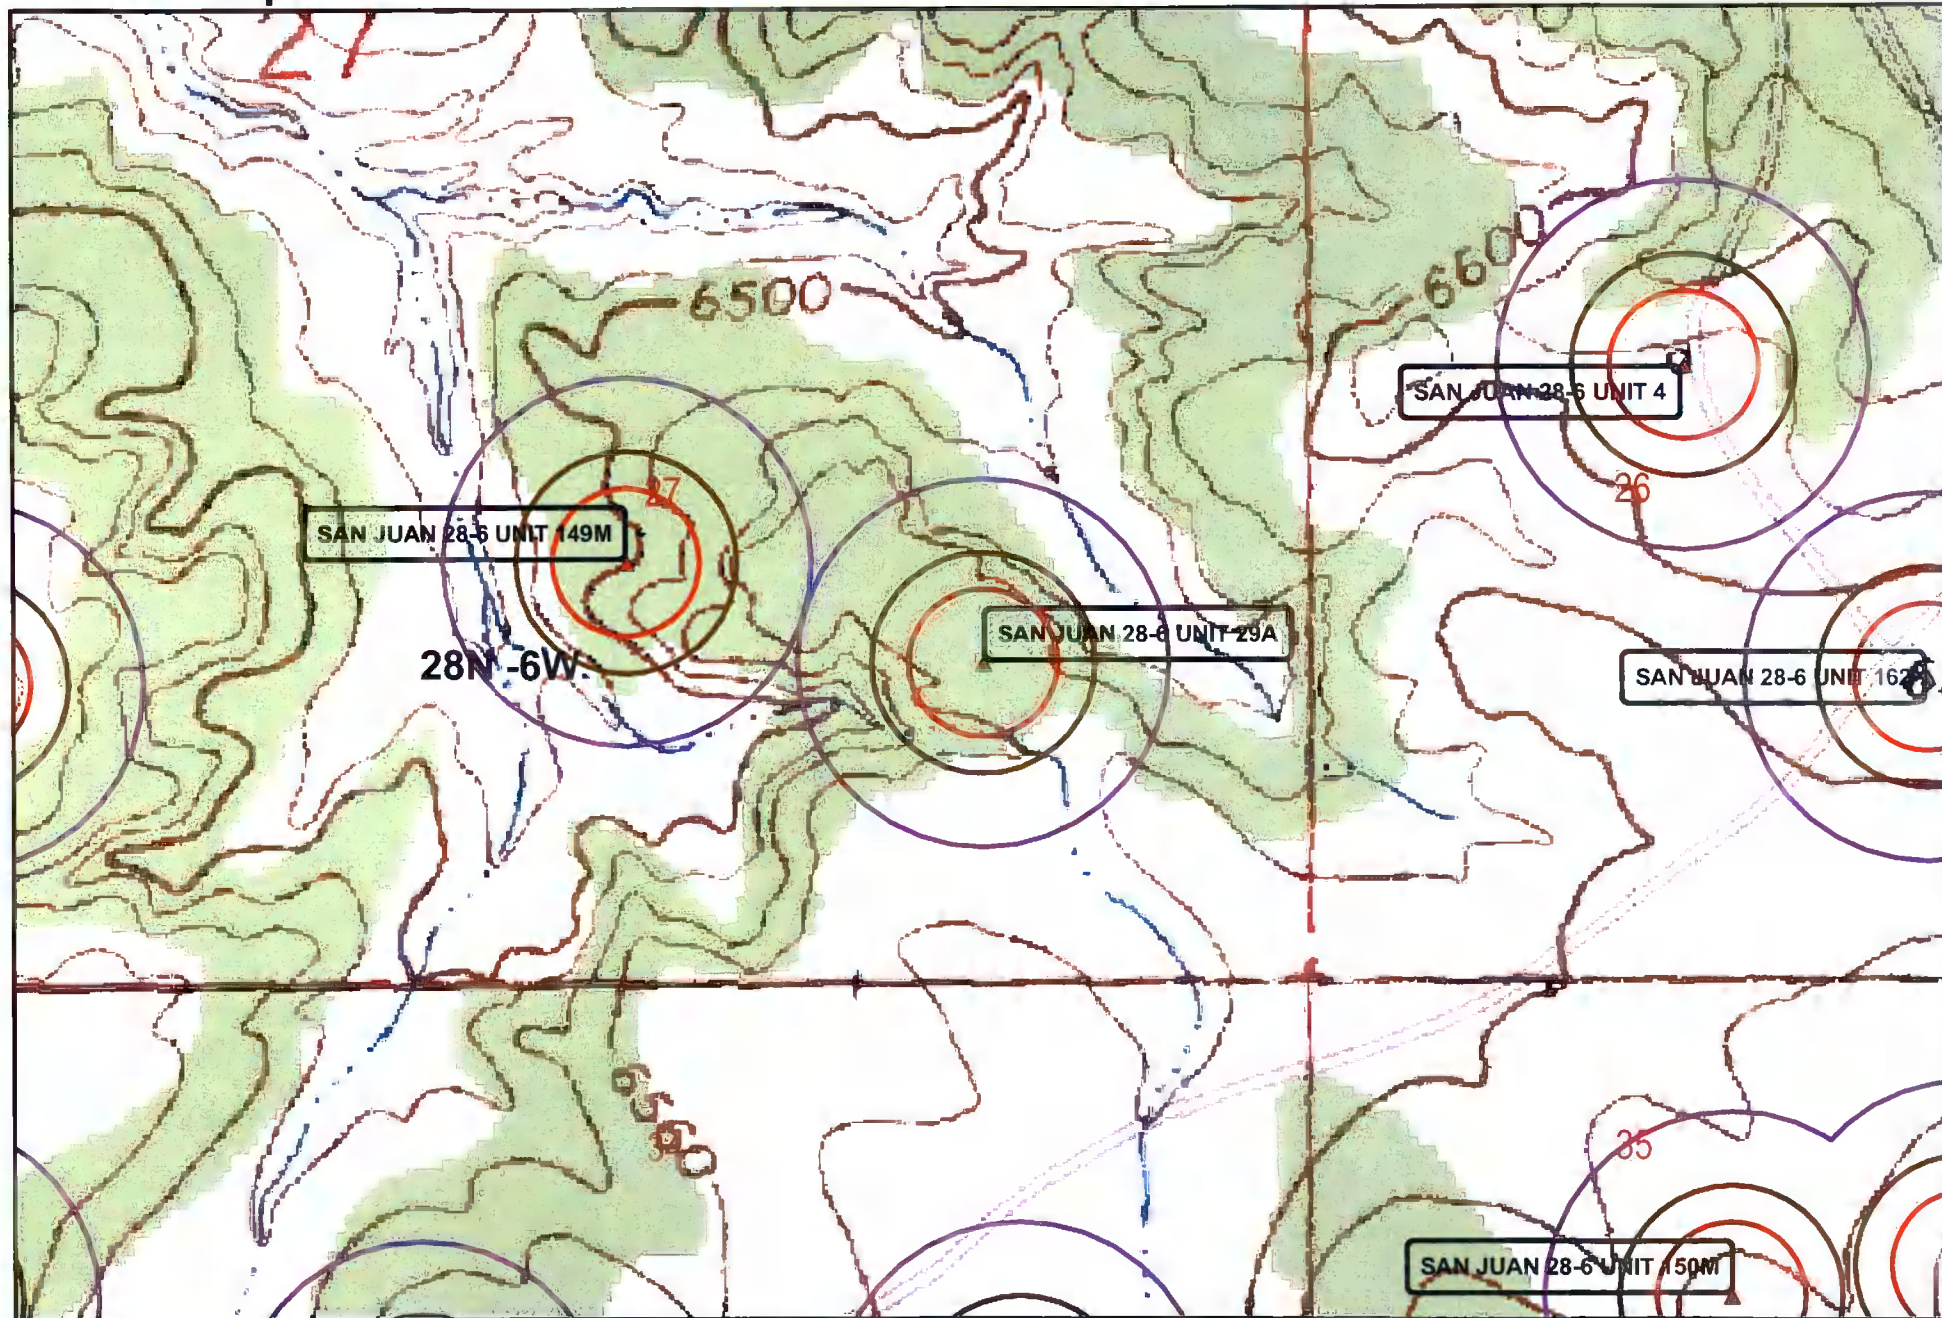 27
6500
6600
SAN JUAN 28-6 UNIT 4
27
26
SAN JUAN 28-6 UNIT 149M
SAN JUAN 28-6 UNIT 29A
28N -6W
SAN JUAN 28-6 UNIT
35
SAN JUAN 28-6 UNIT 150M